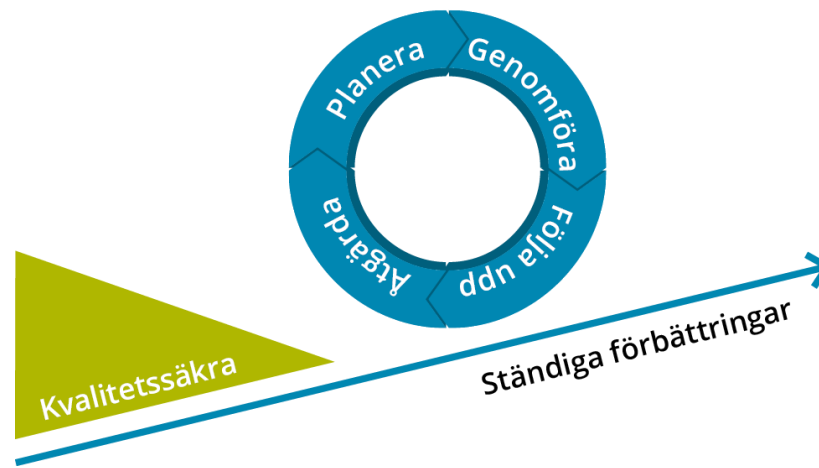 Planera
Genomföra
Följa upp
Åtgärda
Kvalitetssäkra
Ständiga förbättringar